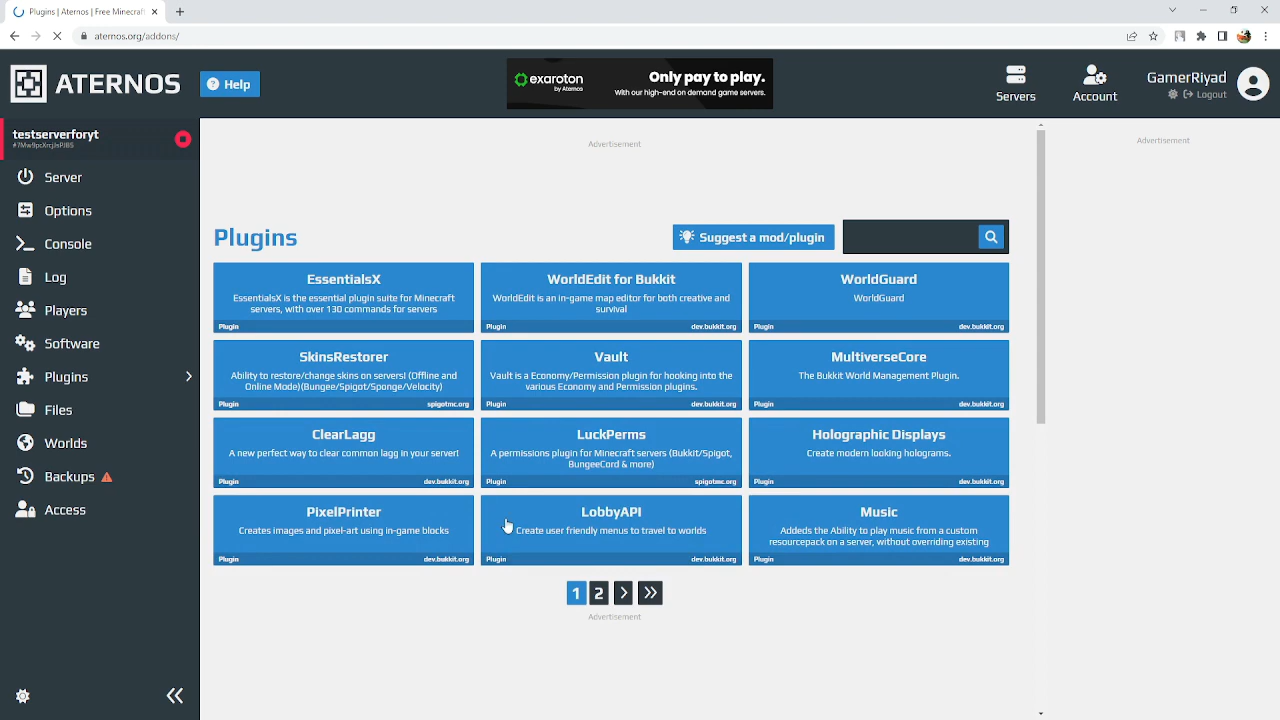 Plugins | Aternos | Free Minecraft
aternos.org/addons/
ATERNOS
Help
exaroton
by Aternos
Only pay to play.
With our high-end on demand game servers.
Servers
Account
GamerRiyad
Logout
testserverforyt
Server
Options
Console
Log
Players
Software
Plugins
Files
Worlds
Backups
Access
Advertisement
Advertisement
Plugins
Suggest a mod/plugin
EssentialsX
EssentialsX is the essential plugin suite for Minecraft
servers, with over 130 commands for servers
Plugin
WorldEdit for Bukkit
WorldEdit is an in-game map editor for both creative and
survival
Plugin
dev.bukkit.org
WorldGuard
WorldGuard
Plugin
dev.bukkit.org
SkinsRestorer
Ability to restore/change skins on servers! (Offline and
Online Mode)(Bungee/Spigot/Sponge/Velocity)
Plugin
spigotmc.org
Vault
Vault is a Economy/Permission plugin for hooking into the
various Economy and Permission plugins.
Plugin
dev.bukkit.org
MultiverseCore
The Bukkit World Management Plugin.
Plugin
dev.bukkit.org
ClearLagg
A new perfect way to clear common lagg in your server!
Plugin
dev.bukkit.org
LuckPerms
A permissions plugin for Minecraft servers (Bukkit/Spigot,
BungeeCord & more)
Plugin
spigotmc.org
Holographic Displays
Create modern looking holograms.
Plugin
dev.bukkit.org
PixelPrinter
Creates images and pixel-art using in-game blocks
Plugin
dev.bukkit.org
LobbyAPI
Create user friendly menus to travel to worlds
Plugin
dev.bukkit.org
Music
Addeds the Ability to play music from a custom
resourcepack on a server, without overriding existing
Plugin
dev.bukkit.org
1 2
Advertisement